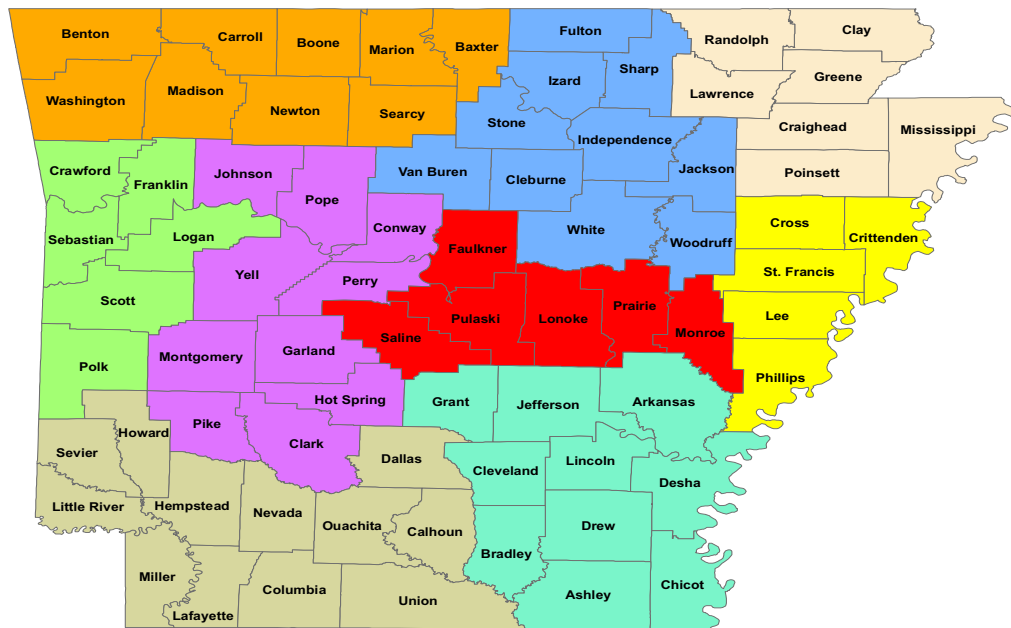 Benton
Carroll
Boone
Marion
Baxter
Fulton
Sharp
Randolph
Clay
Washington
Madison
Newton
Searcy
Izard
Lawrence
Greene
Stone
Independence
Craighead
Mississippi
Crawford
Franklin
Johnson
Pope
Van Buren
Cleburne
Jackson
Poinsett
Sebastian
Logan
Conway
Faulkner
White
Woodruff
Cross
Crittenden
Scott
Yell
Perry
St. Francis
Polk
Montgomery
Garland
Saline
Pulaski
Lonoke
Prairie
Monroe
Lee
Phillips
Hot Spring
Grant
Jefferson
Arkansas
Howard
Pike
Clark
Sevier
Dallas
Cleveland
Lincoln
Desha
Little River
Hempstead
Nevada
Ouachita
Calhoun
Bradley
Drew
Miller
Lafayette
Columbia
Union
Ashley
Chicot